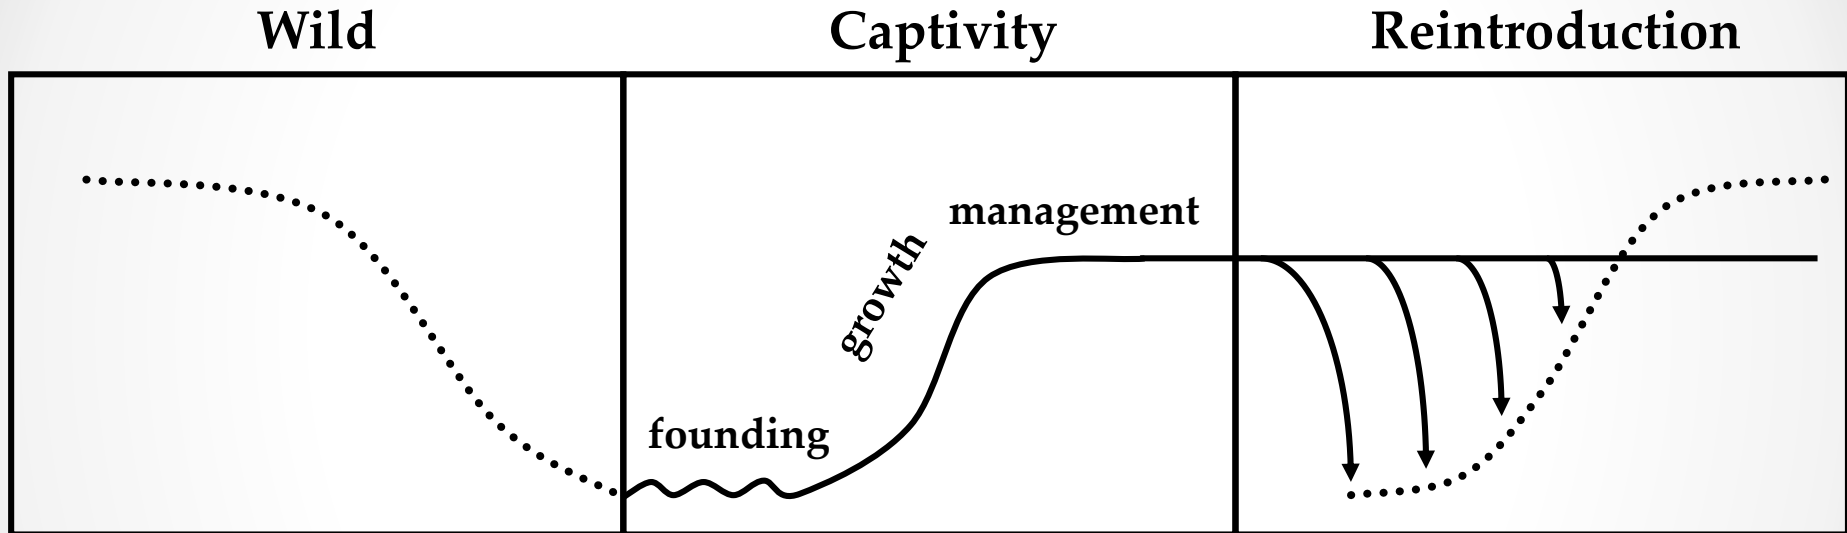 Wild
Captivity
Reintroduction
management
growth
founding